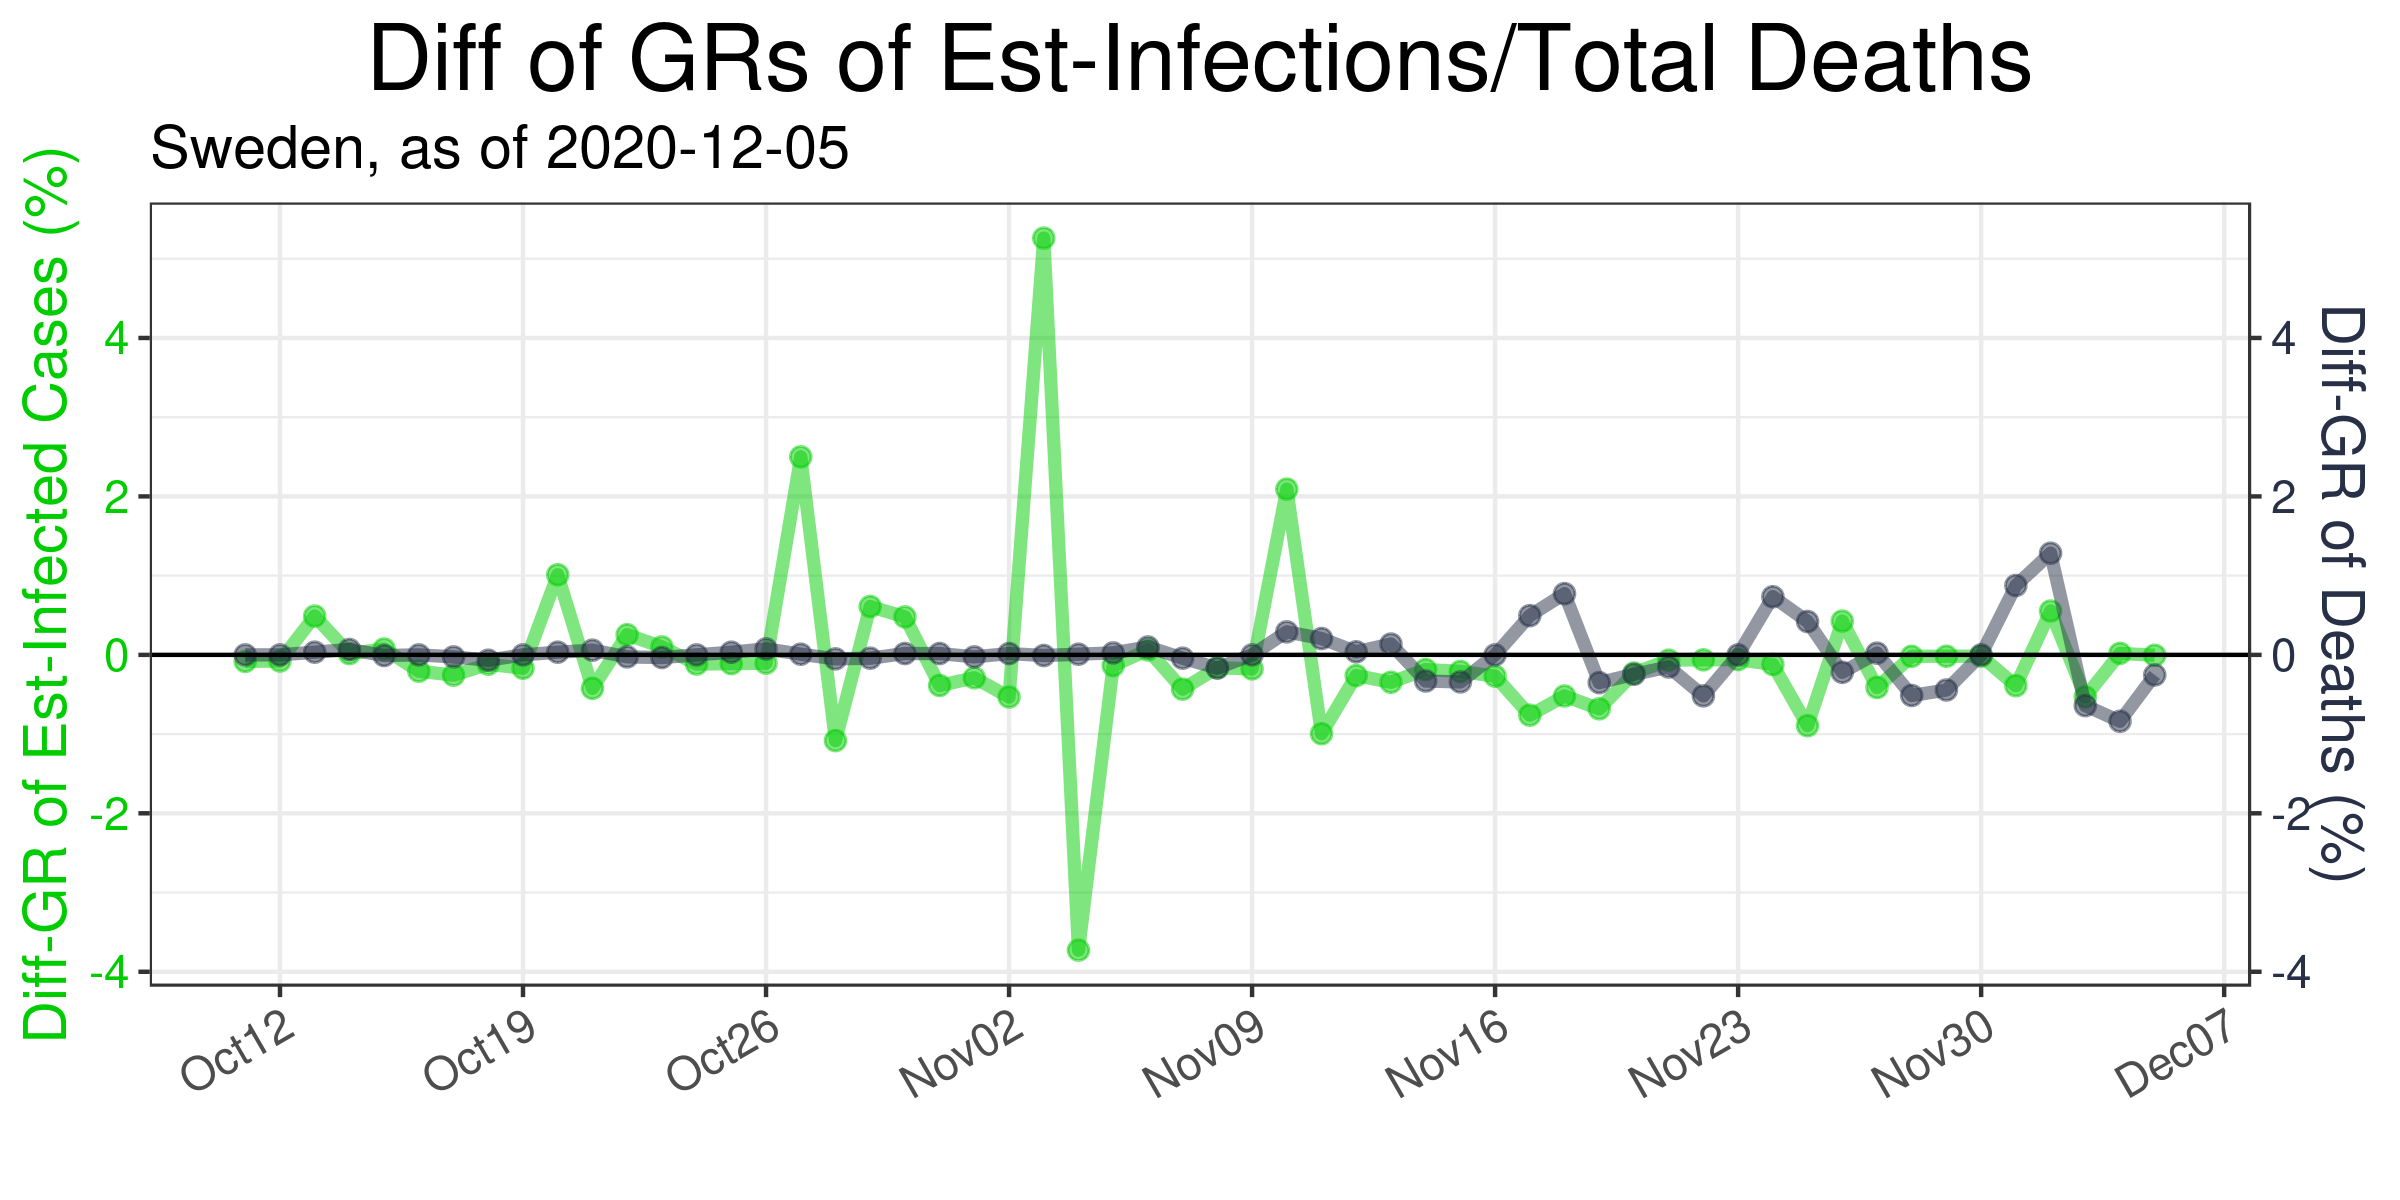 Diff of GRs of Est-Infections/Total Deaths
Sweden, as of 2020-12-05
Diff-GR of Est-Infected Cases (%)
4
2
0
-2
-4
4
2
0
-2
-4
Diff-GR of Deaths (%)
Oct12
Oct19
Oct26
Nov02
Nov09
Nov16
Nov23
Nov30
Dec07